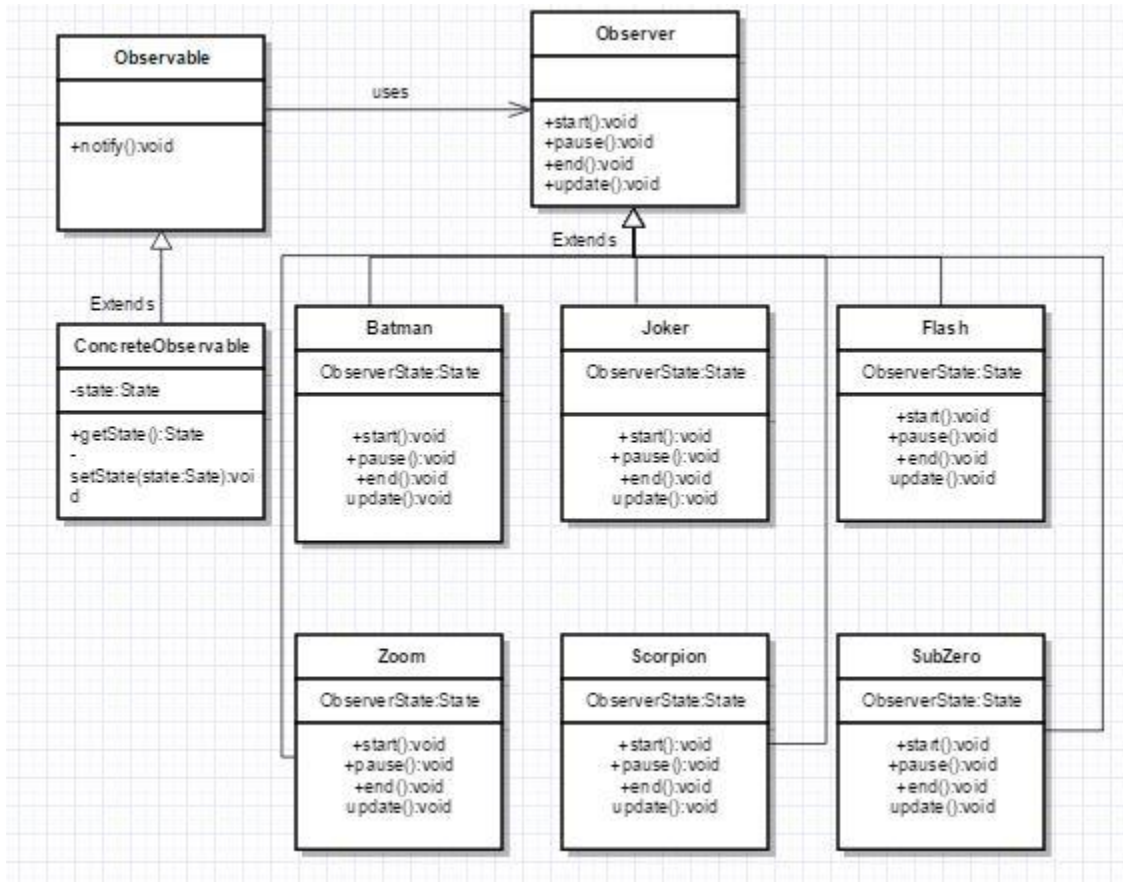 Observable
+notify():void
uses
Observer
+start():void
+pause():void
+end():void
+update():void
Extends
Extends
ConcreteObservable
-state:State
+getState():State
-
setState(state:Sate):voi
d
Batman
ObserverState:State
+start():void
+pause():void
+end():void
update():void
Joker
ObserverState:State
+start():void
+pause():void
+end():void
update():void
Flash
ObserverState:State
+start():void
+pause():void
+end():void
update():void
Zoom
ObserverState:State
+start():void
+pause():void
+end():void
update():void
Scorpion
ObserverState:State
+start():void
+pause():void
+end():void
update():void
SubZero
ObserverState:State
+start():void
+pause():void
+end():void
update():void